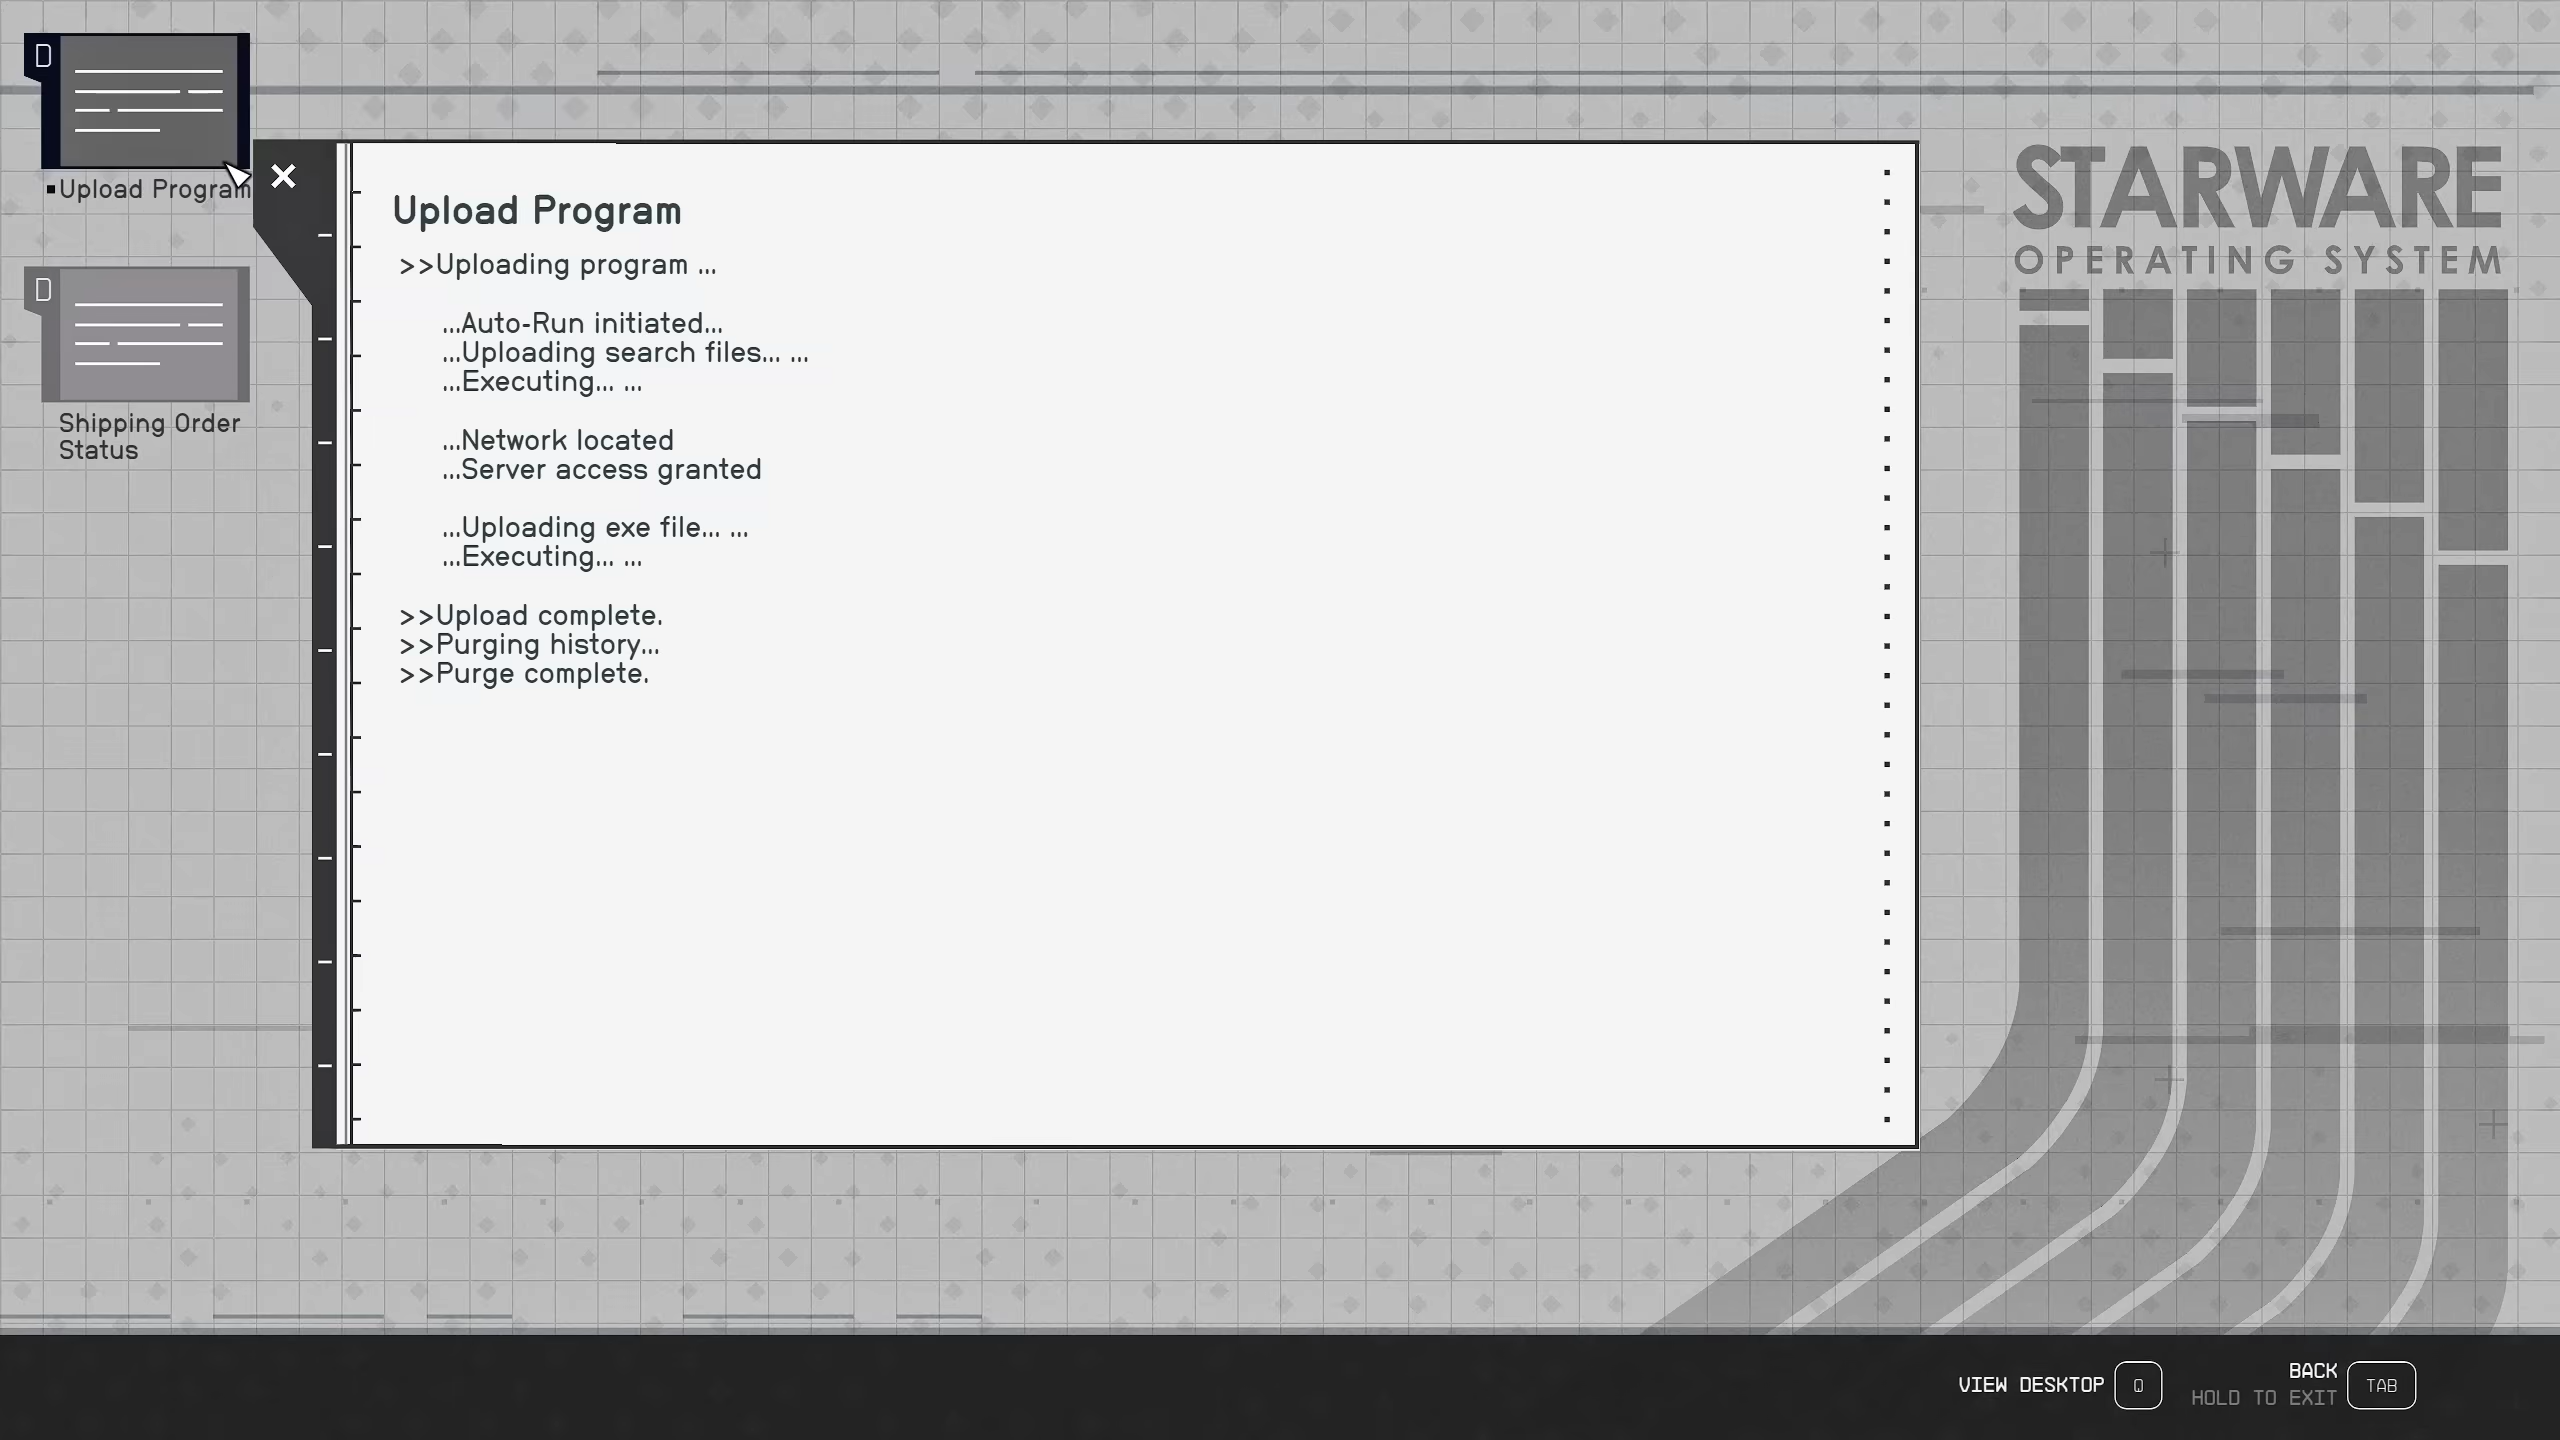 D
Upload Program
D
Shipping Order
Status
Upload Program
>>Uploading program ...
...Auto-Run initiated...
...Uploading search files... ...
...Executing... ...
...Network located
...Server access granted
...Uploading exe file... ...
...Executing... ...
>>Upload complete.
>>Purging history...
>>Purge complete.
STARWARE
OPERATING SYSTEM
VIEW DESKTOP Q
BACK
HOLD TO EXIT TAB